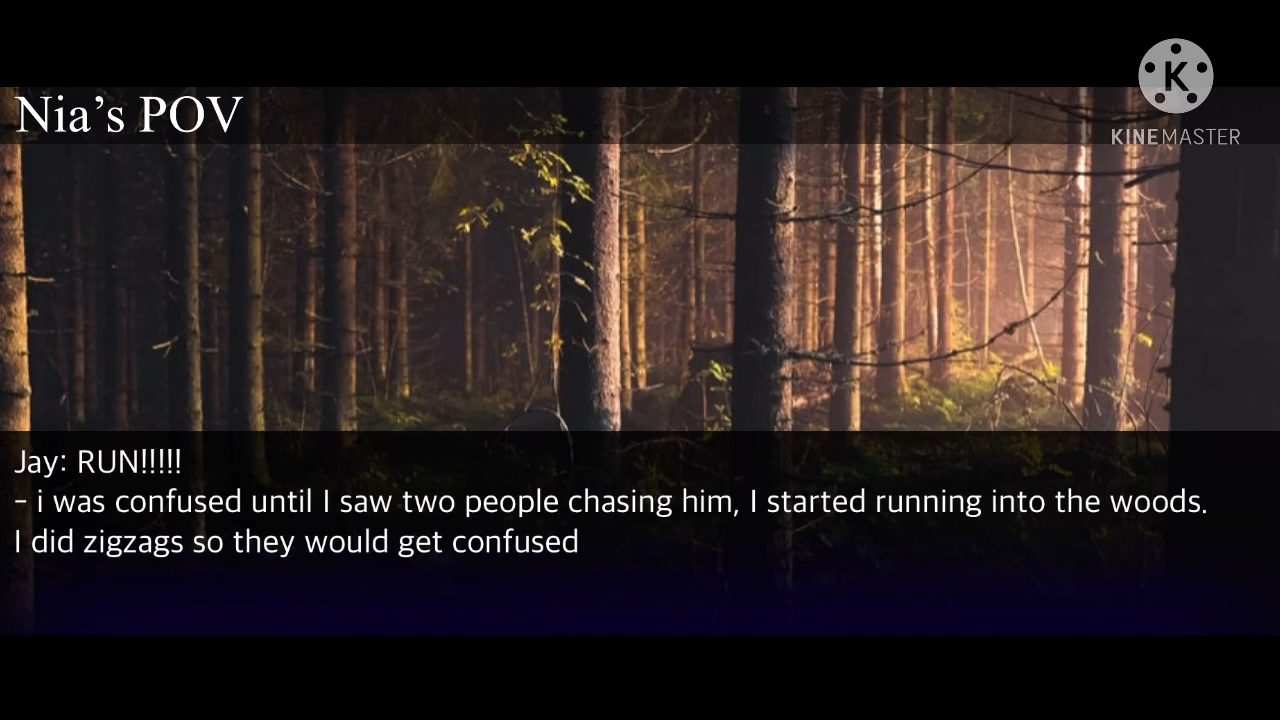 Nia's POV
K
KINEMASTER
Jay: RUN!!!!!
- i was confused until I saw two people chasing him, I started running into the woods.
I did zigzags so they would get confused